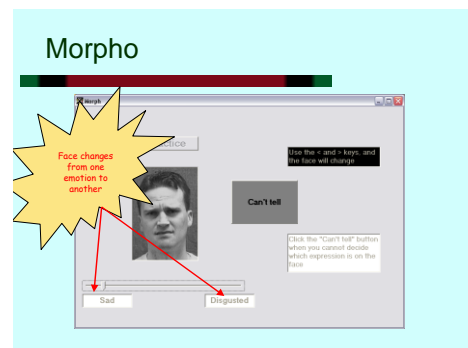 Morpho
Morph
Face changes
from one
emotion to
another
Use the < and > keys, and
the face will change
Can't tell
Click the "Can't tell" button
when you cannot decide
which expression is on the
face
Sad
Disgusted